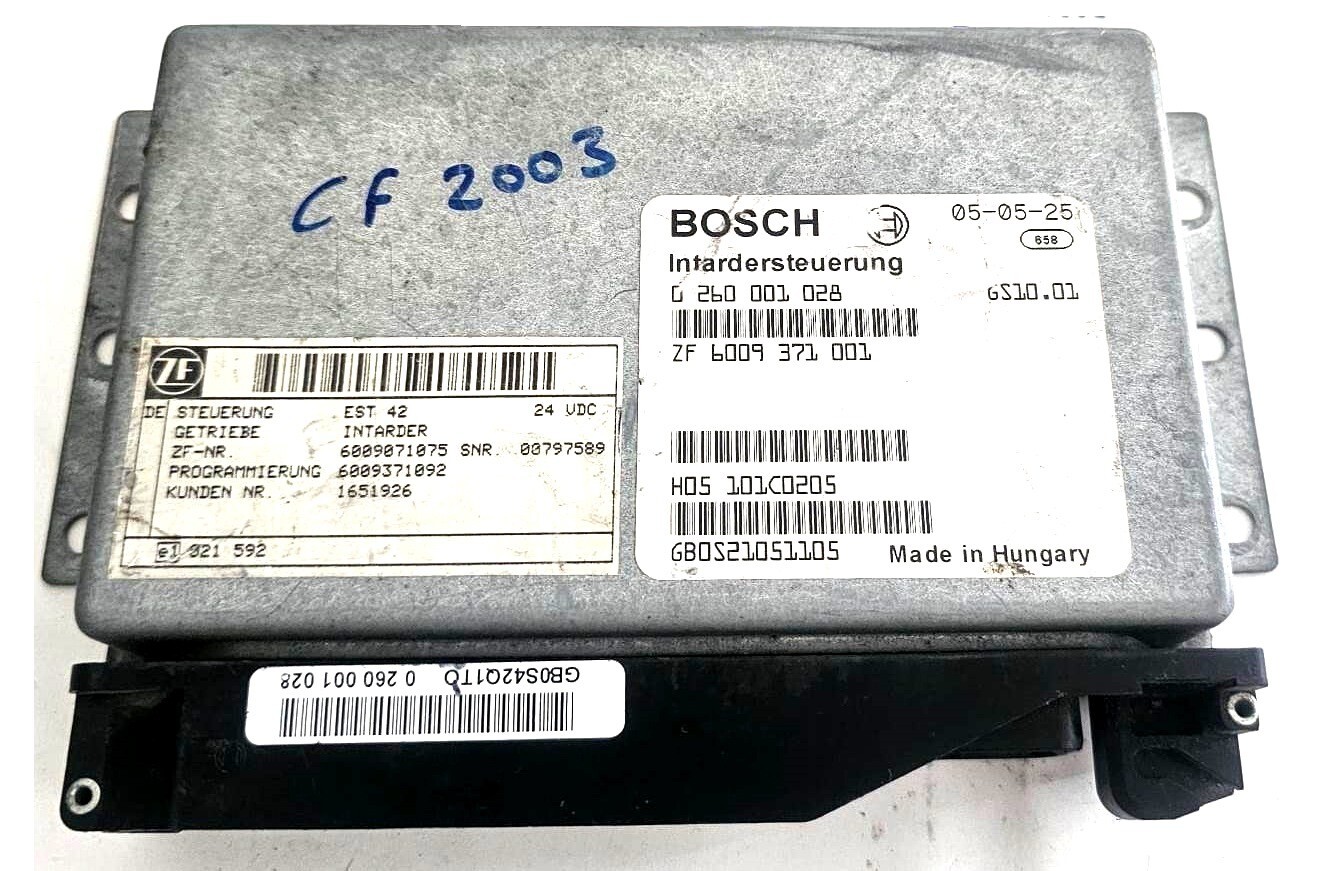 CF 2003
BOSCH
05-05-25
658
Intardersteuerung
0 260 001 028 GS10.01
ZF 6009 371 001
H05 101C0205
GB0S21051105 Made in Hungary
ZF
DE STEUERUNG EST 42 24 VDC
GETRIEBE INTARDER
ZF-NR. 6009071075 SNR. 00797589
PROGRAMMIERUNG 6009371092
KUNDEN NR. 1651926
e1 021 592
GB0S42Q1TO 0 260 001 028